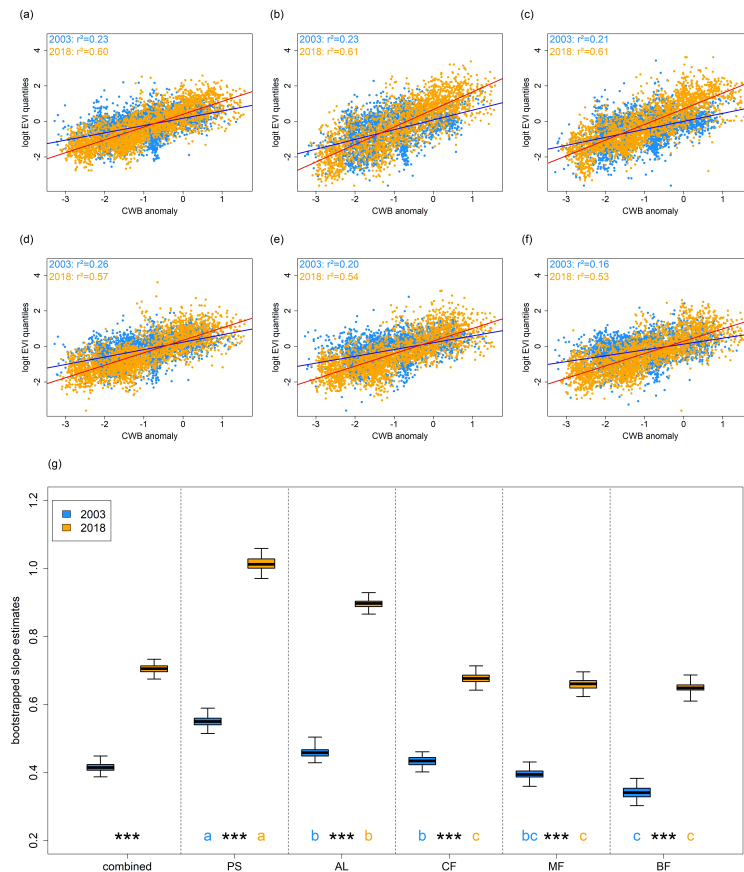 (a)
2003: r²=0.23
2018: r²=0.60
logit EVI quantiles
4
2
0
-2
-3 -2 -1 0 1
CWB anomaly
(b)
2003: r²=0.23
2018: r²=0.61
logit EVI quantiles
4
2
0
-2
-3 -2 -1 0 1
CWB anomaly
(c)
2003: r²=0.21
2018: r²=0.61
logit EVI quantiles
4
2
0
-2
-3 -2 -1 0 1
CWB anomaly
(d)
2003: r²=0.26
2018: r²=0.57
logit EVI quantiles
4
2
0
-2
-3 -2 -1 0 1
CWB anomaly
(e)
2003: r²=0.20
2018: r²=0.54
logit EVI quantiles
4
2
0
-2
-3 -2 -1 0 1
CWB anomaly
(f)
2003: r²=0.16
2018: r²=0.53
logit EVI quantiles
4
2
0
-2
-3 -2 -1 0 1
CWB anomaly
(g)
2003
2018
bootstrapped slope estimates
1.2
1.0
0.8
0.6
0.4
0.2
*** a *** a b *** b b *** c bc *** c c *** c
combined PS AL CF MF BF